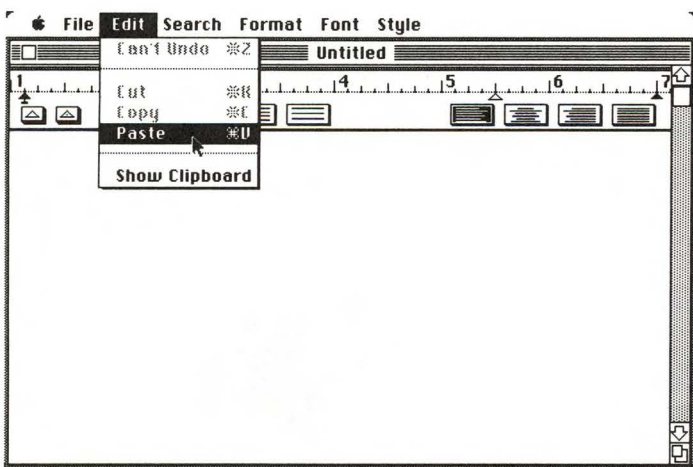 File Edit Search Format Font Style
Untitled
Can't Undo ⌘Z
1 4 5 6 7
Cut ⌘X
Copy ⌘C
Paste ⌘V
Show Clipboard